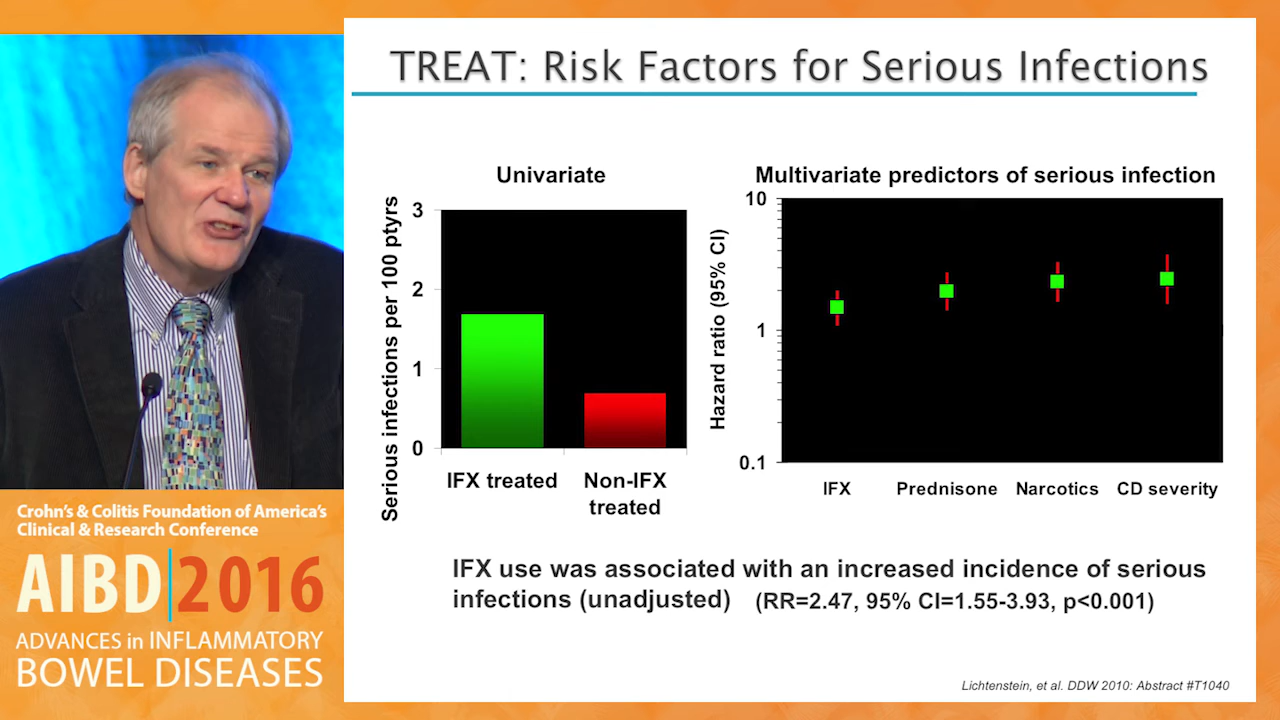 TREAT: Risk Factors for Serious Infections
Univariate
Serious infections per 100 ptyrs
3
2
1
0
IFX treated
Non-IFX
treated
Multivariate predictors of serious infection
Hazard ratio (95% CI)
10
1
0.1
IFX
Prednisone
Narcotics
CD severity
IFX use was associated with an increased incidence of serious
infections (unadjusted) (RR=2.47, 95% CI=1.55-3.93, p<0.001)
Lichtenstein, et al. DDW 2010: Abstract #T1040
Crohn's & Colitis Foundation of America's
Clinical & Research Conference
AIBD|2016
ADVANCES in INFLAMMATORY
BOWEL DISEASES